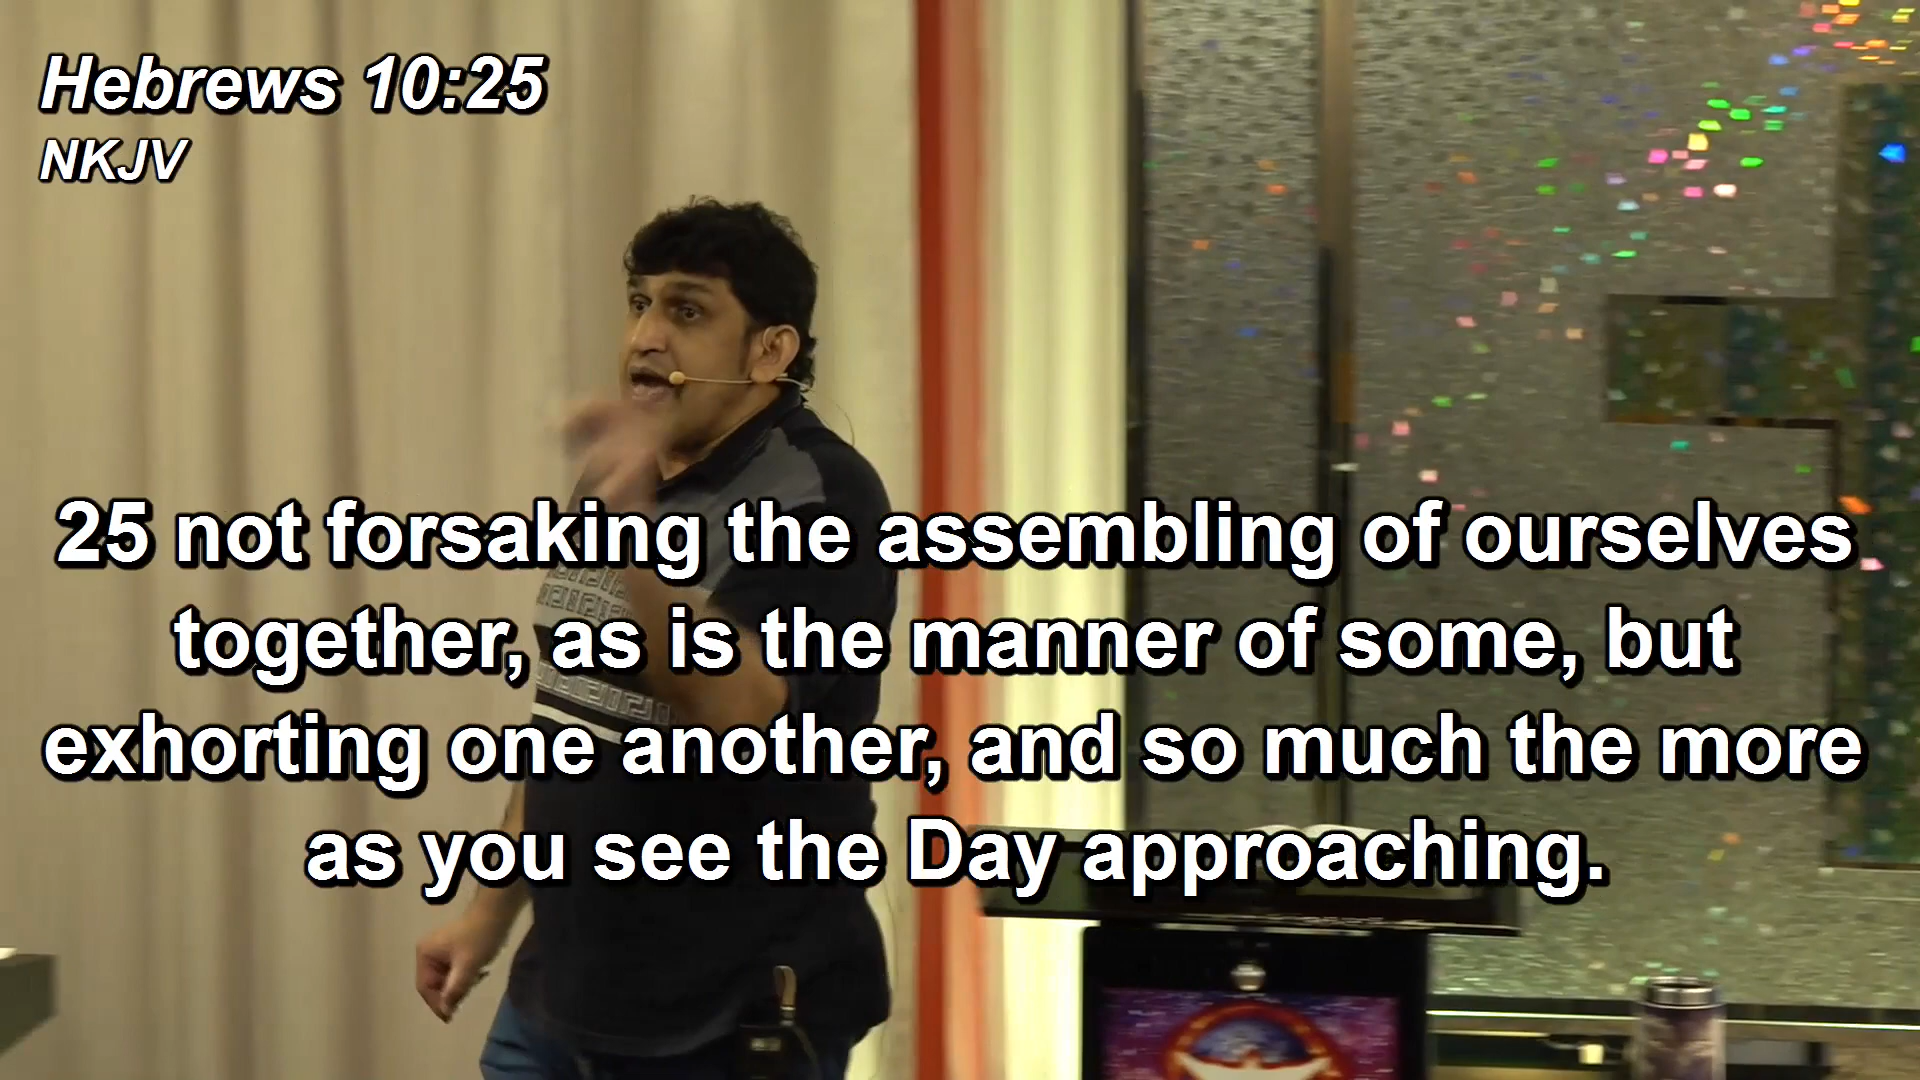 Hebrews 10:25
NKJV
25 not forsaking the assembling of ourselves
together, as is the manner of some, but
exhorting one another, and so much the more
as you see the Day approaching.